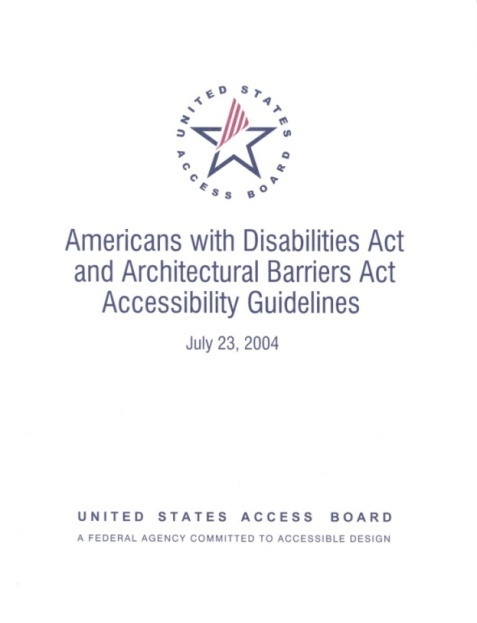 UNITED STATES
ACCESS BOARD
Americans with Disabilities Act
and Architectural Barriers Act
Accessibility Guidelines
July 23, 2004
UNITED STATES ACCESS BOARD
A FEDERAL AGENCY COMMITTED TO ACCESSIBLE DESIGN